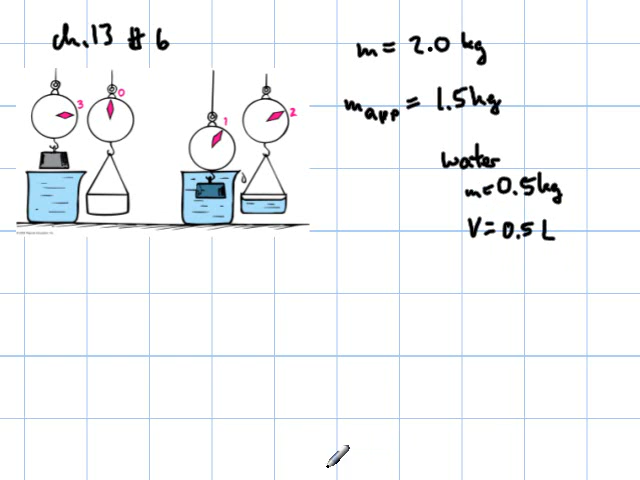 ch.13 # 6
m = 2.0 kg
3
0
1
2
m app = 1.5 kg
water
m = 0.5 kg
V = 0.5 L